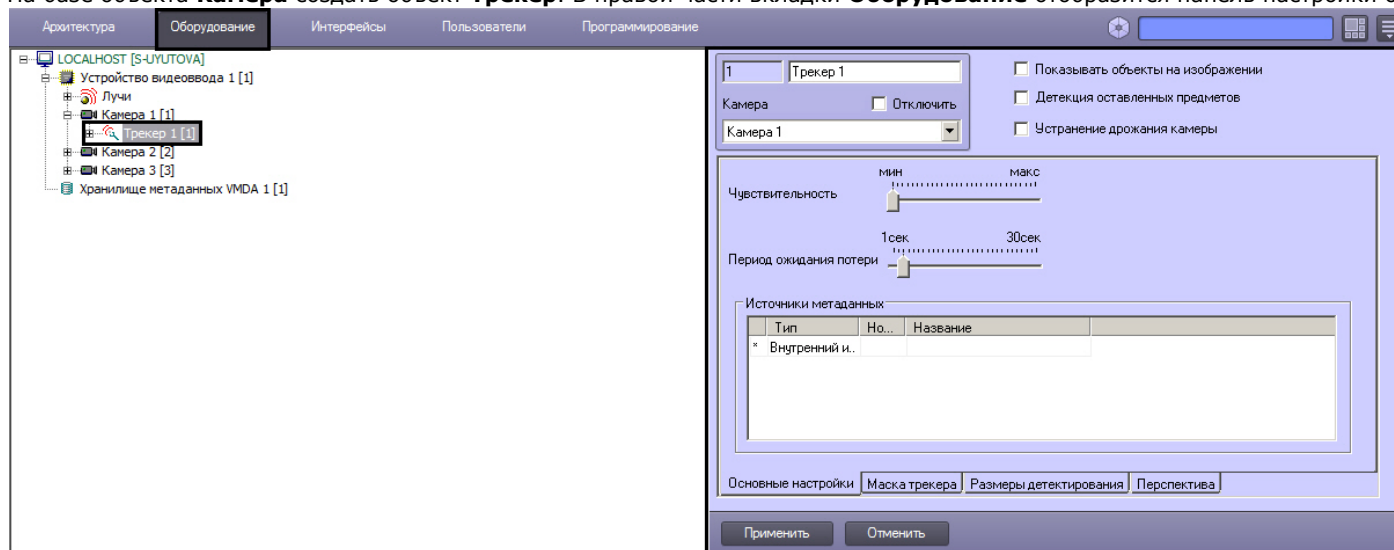 На базе объекта Камера создать объект Трекер. В правой части вкладки Оборудование отобразится панель настройки
Архитектура Оборудование Интерфейсы Пользователи Программирование
LOCALHOST [S-UYUTOVA]
Устройство видеоввода 1 [1]
Лучи
Камера 1 [1]
Трекер 1 [1]
Камера 2 [2]
Камера 3 [3]
Хранилище метаданных VMDA 1 [1]
1 Трекер 1
Камера Отключить
Камера 1
Показывать объекты на изображении
Детекция оставленных предметов
Устранение дрожания камеры
мин макс
Чувствительность
1сек 30сек
Период ожидания потери
Источники метаданных
Тип Но... Название
* Внутренний и..
Основные настройки Маска трекера Размеры детектирования Перспектива
Применить Отменить